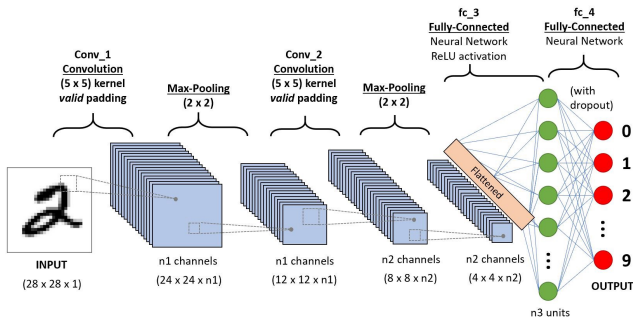 Conv_1
Convolution
(5 x 5) kernel
valid padding
Max-Pooling
(2 x 2)
Conv_2
Convolution
(5 x 5) kernel
valid padding
Max-Pooling
(2 x 2)
fc_3
Fully-Connected
Neural Network
ReLU activation
fc_4
Fully-Connected
Neural Network
(with
dropout)
2
INPUT
(28 x 28 x 1)
n1 channels
(24 x 24 x n1)
n1 channels
(12 x 12 x n1)
n2 channels
(8 x 8 x n2)
n2 channels
(4 x 4 x n2)
Flattened
n3 units
0
1
2
9
OUTPUT